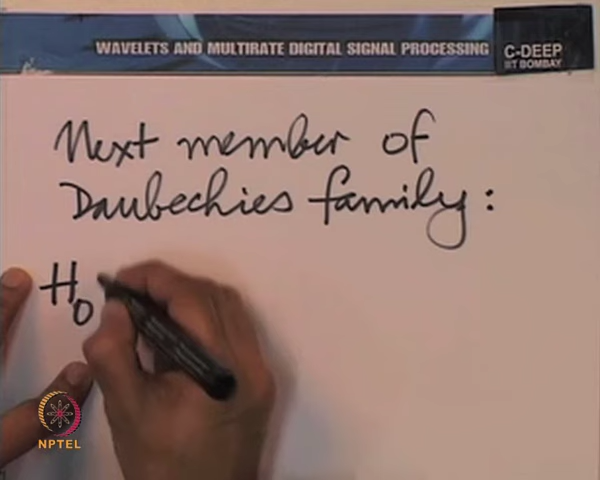 WAVELETS AND MULTIRATE DIGITAL SIGNAL PROCESSING
C-DEEP
IIT BOMBAY
Next member of
Daubechies family:
H0
NPTEL